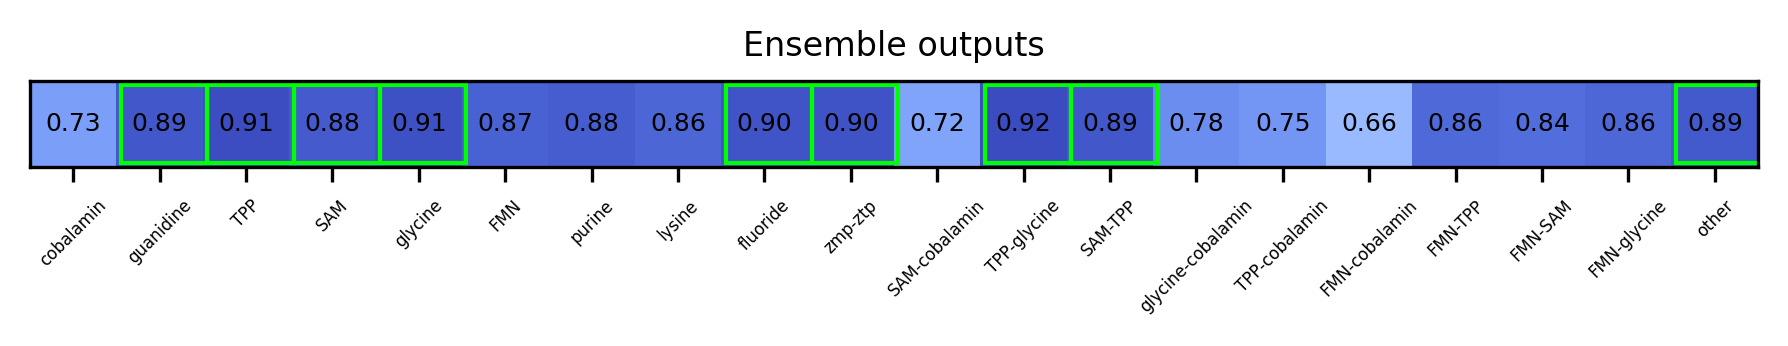 Ensemble outputs
0.73 0.89 0.91 0.88 0.91 0.87 0.88 0.86 0.90 0.90 0.72 0.92 0.89 0.78 0.75 0.66 0.86 0.84 0.86 0.89
cobalamin guanidine TPP SAM glycine FMN purine lysine fluoride zmp-ztp SAM-cobalamin TPP-glycine SAM-TPP glycine-cobalamin TPP-cobalamin FMN-cobalamin FMN-TPP FMN-SAM FMN-glycine other